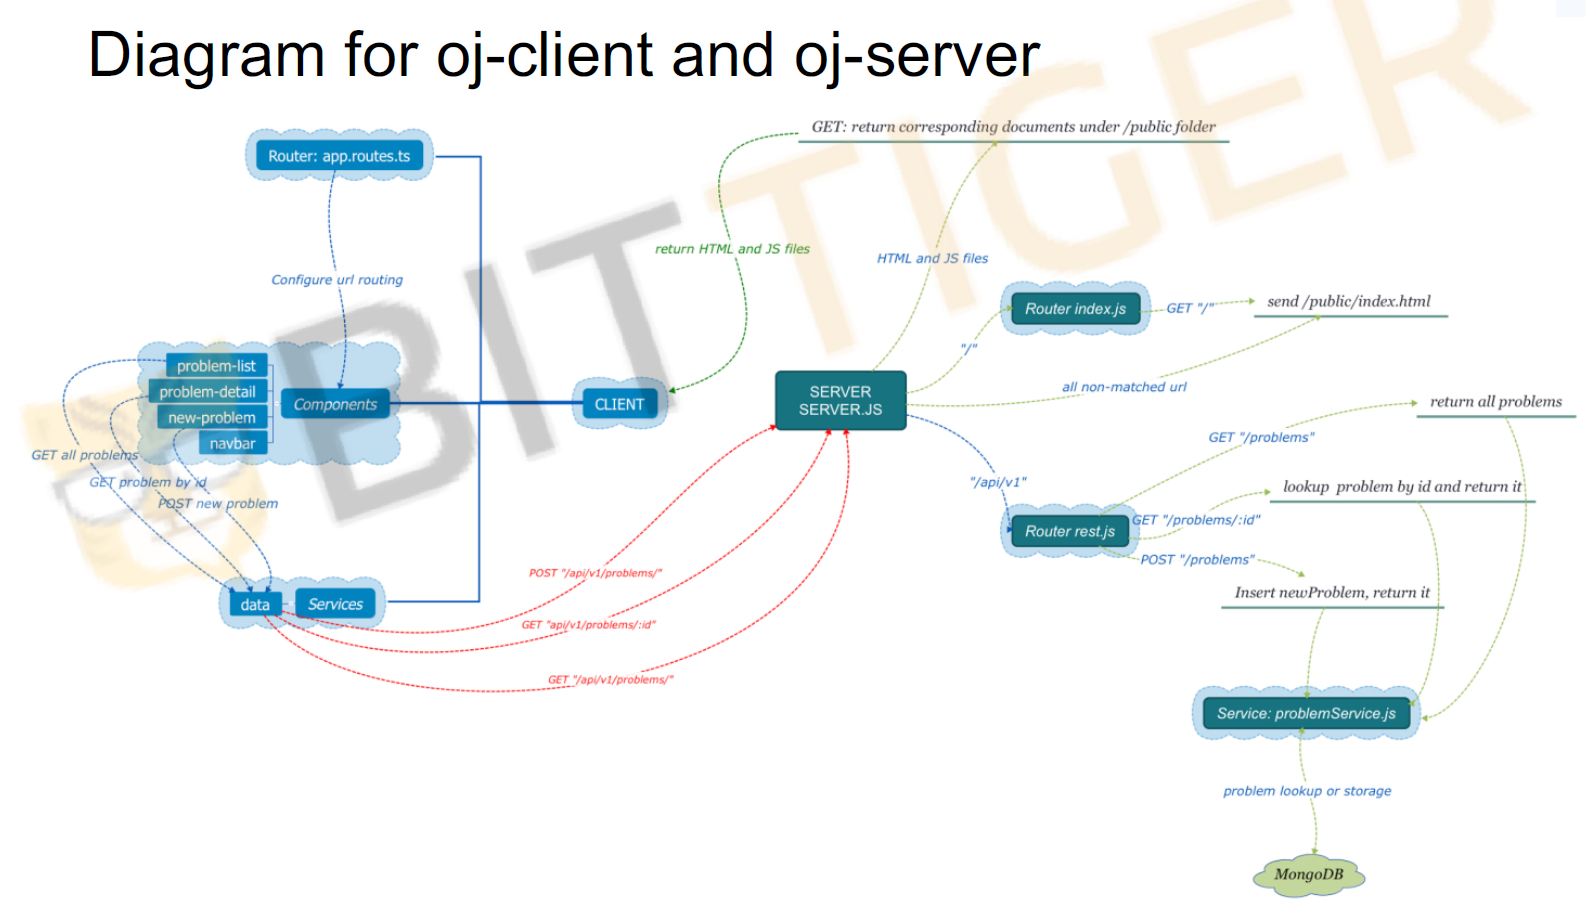 Diagram for oj-client and oj-server
GET: return corresponding documents under /public folder
Router: app.routes.ts
return HTML and JS files
HTML and JS files
Configure url routing
Router index.js
GET "/"
send /public/index.html
"/"
problem-list
problem-detail
new-problem
navbar
Components
CLIENT
SERVER
SERVER.JS
all non-matched url
return all problems
GET "/problems"
GET all problems
GET problem by id
POST new problem
"/api/v1"
lookup problem by id and return it
Router rest.js
GET "/problems/:id"
POST "/problems"
POST "/api/v1/problems/"
Insert newProblem, return it
data
Services
GET "api/v1/problems/:id"
GET "/api/v1/problems/"
Service: problemService.js
problem lookup or storage
MongoDB
BIT TIGER